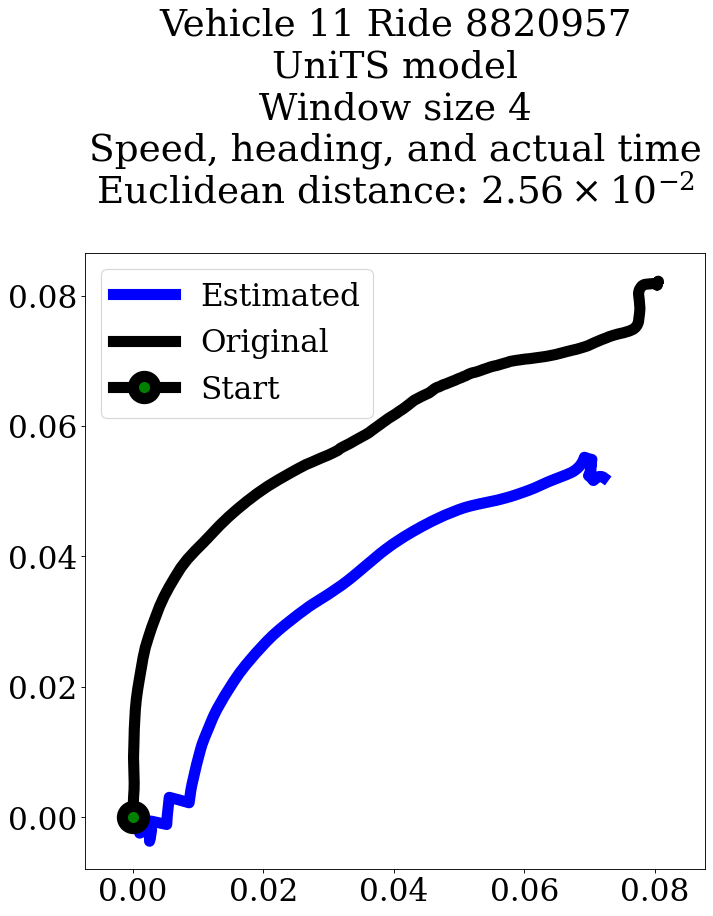 Vehicle 11 Ride 8820957
UniTS model
Window size 4
Speed, heading, and actual time
Euclidean distance: 2.56 × 10⁻²
Estimated
Original
Start
0.08
0.06
0.04
0.02
0.00
0.00 0.02 0.04 0.06 0.08